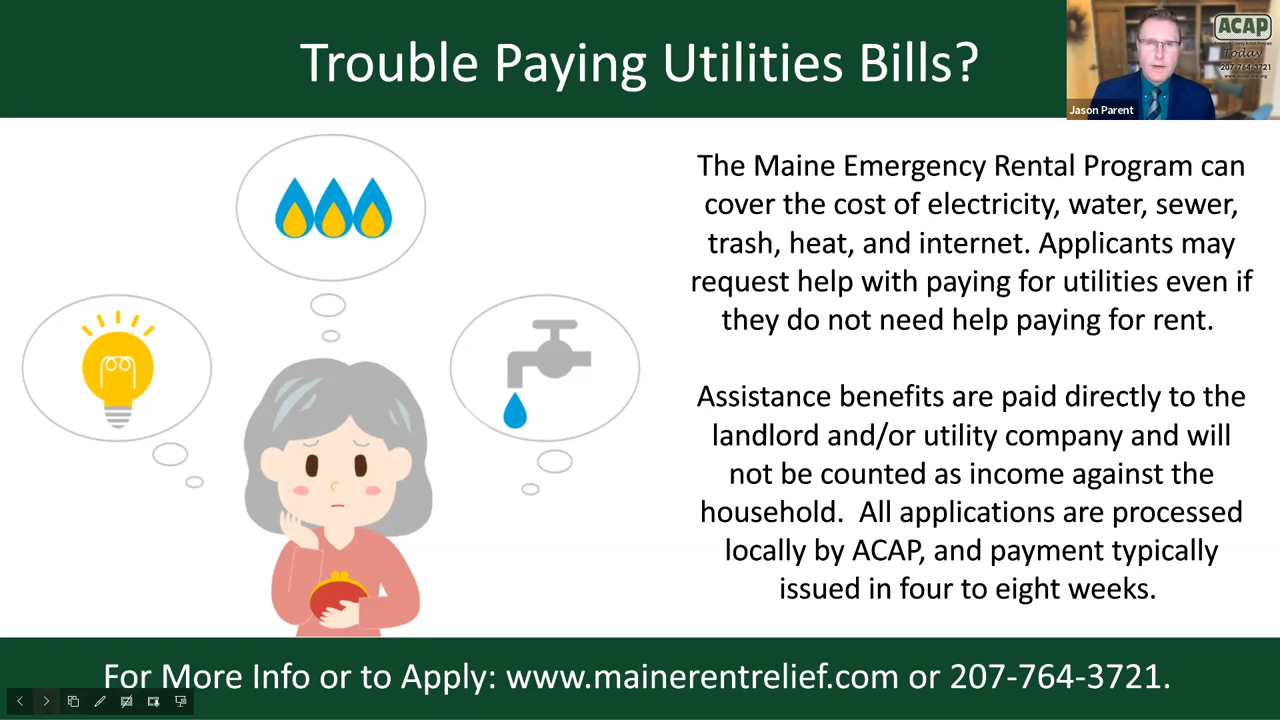 Trouble Paying Utilities Bills?
ACAP
Today
207-764-3721
Jason Parent
The Maine Emergency Rental Program can
cover the cost of electricity, water, sewer,
trash, heat, and internet. Applicants may
request help with paying for utilities even if
they do not need help paying for rent.
Assistance benefits are paid directly to the
landlord and/or utility company and will
not be counted as income against the
household.  All applications are processed
locally by ACAP, and payment typically
issued in four to eight weeks.
For More Info or to Apply: www.mainerentrelief.com or 207-764-3721.